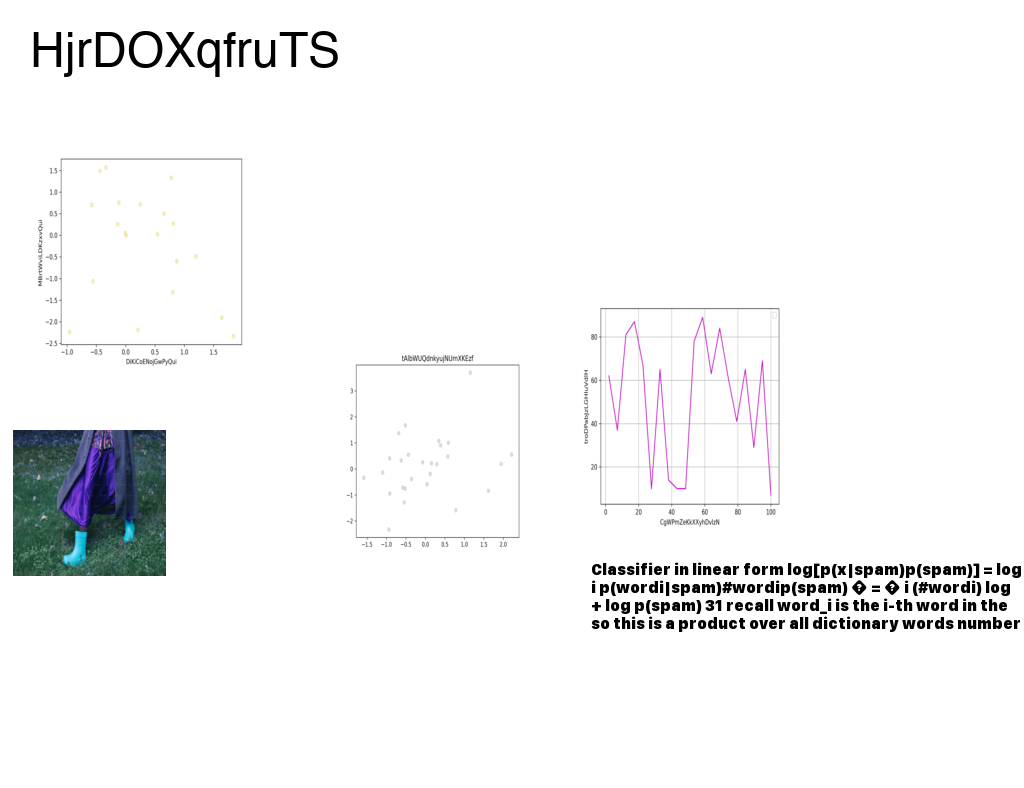 HjrDOXqfruTS
1.5
1.0
0.5
0.0
−0.5
−1.0
−1.5
−2.0
−2.5
−1.0 −0.5 0.0 0.5 1.0 1.5
DiKiCoENojGwPyQui
tAlbWUQdnkyujNUmXKEzf
3
2
1
0
−1
−2
−1.5 −1.0 −0.5 0.0 0.5 1.0 1.5 2.0
80
60
40
20
0 20 40 60 80 100
CgWPmZeKkXXyhDvlzN
Classifier in linear form log[p(x|spam)p(spam)] = log
i p(wordi|spam)#wordip(spam) � = � i (#wordi) log
+ log p(spam) 31 recall word_i is the i-th word in the
so this is a product over all dictionary words number